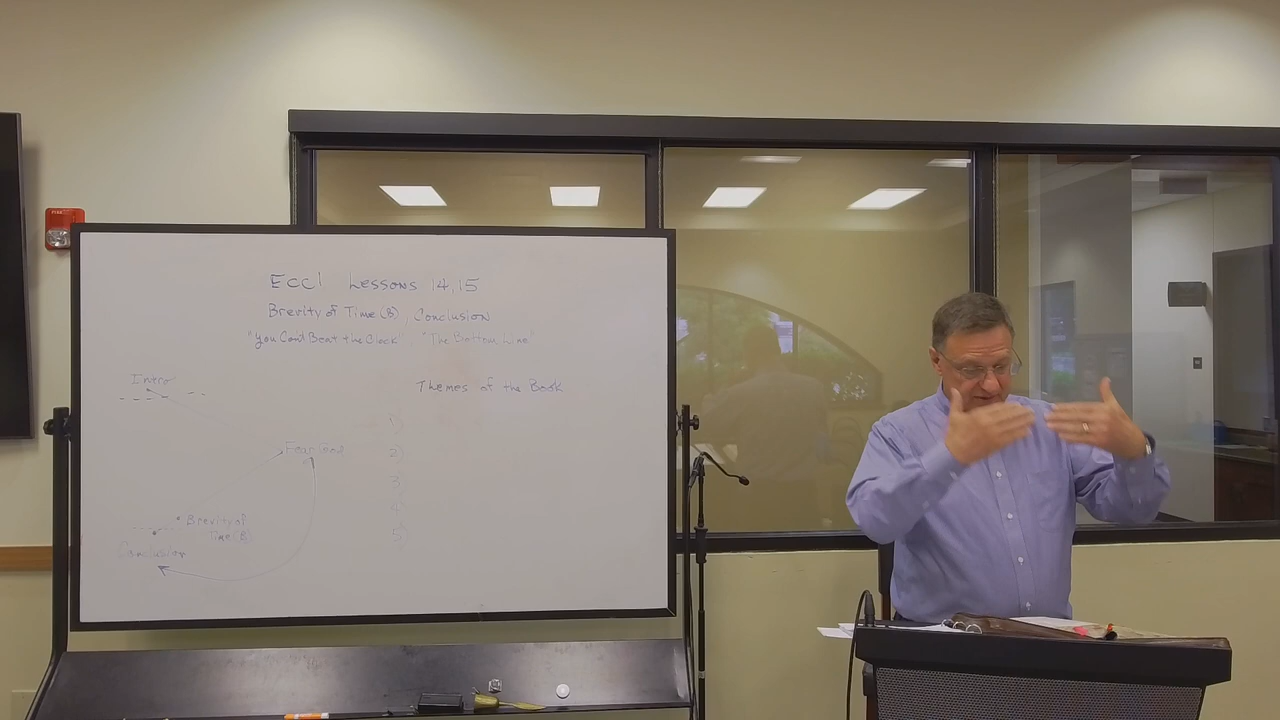 Eccl Lessons 14,15
Brevity of Time (B), Conclusion
"You Can't Beat the Clock", "The Bottom Line"
Intro
Themes of the Book
1)
2)
Fear God
3
4
5)
Brevity of
Time (B)
Conclusion